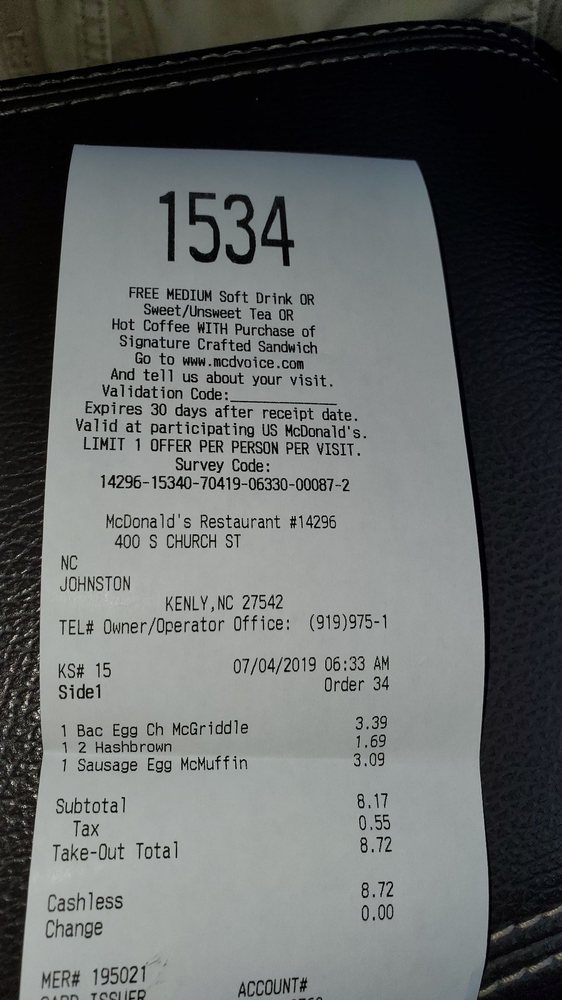 1534
FREE MEDIUM Soft Drink OR
Sweet/Unsweet Tea OR
Hot Coffee WITH Purchase of
Signature Crafted Sandwich
Go to www.mcdvoice.com
And tell us about your visit.
Validation Code:______________
Expires 30 days after receipt date.
Valid at participating US McDonald's.
LIMIT 1 OFFER PER PERSON PER VISIT.
Survey Code:
14296-15340-70419-06330-00087-2
McDonald's Restaurant #14296
400 S CHURCH ST
NC
JOHNSTON
KENLY,NC 27542
TEL# Owner/Operator Office: (919)975-1
KS# 15 07/04/2019 06:33 AM
Side1 Order 34
1 Bac Egg Ch McGriddle 3.39
1 2 Hashbrown 1.69
1 Sausage Egg McMuffin 3.09
Subtotal 8.17
Tax 0.55
Take-Out Total 8.72
Cashless 8.72
Change 0.00
MER# 195021
CARD ISSUER ACCOUNT#